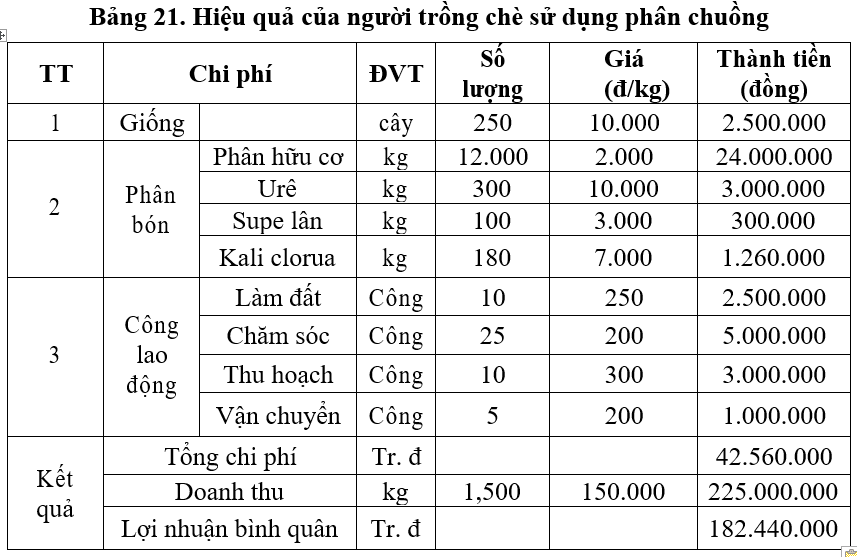 Bảng 21. Hiệu quả của người trồng chè sử dụng phân chuồng
TT Chi phí ĐVT Số lượng Giá (đ/kg) Thành tiền (đồng)
1 Giống cây 250 10.000 2.500.000
2 Phân bón Phân hữu cơ kg 12.000 2.000 24.000.000
Urê kg 300 10.000 3.000.000
Supe lân kg 100 3.000 300.000
Kali clorua kg 180 7.000 1.260.000
3 Công lao động Làm đất Công 10 250 2.500.000
Chăm sóc Công 25 200 5.000.000
Thu hoạch Công 10 300 3.000.000
Vận chuyển Công 5 200 1.000.000
Kết quả Tổng chi phí Tr. đ 42.560.000
Doanh thu kg 1,500 150.000 225.000.000
Lợi nhuận bình quân Tr. đ 182.440.000